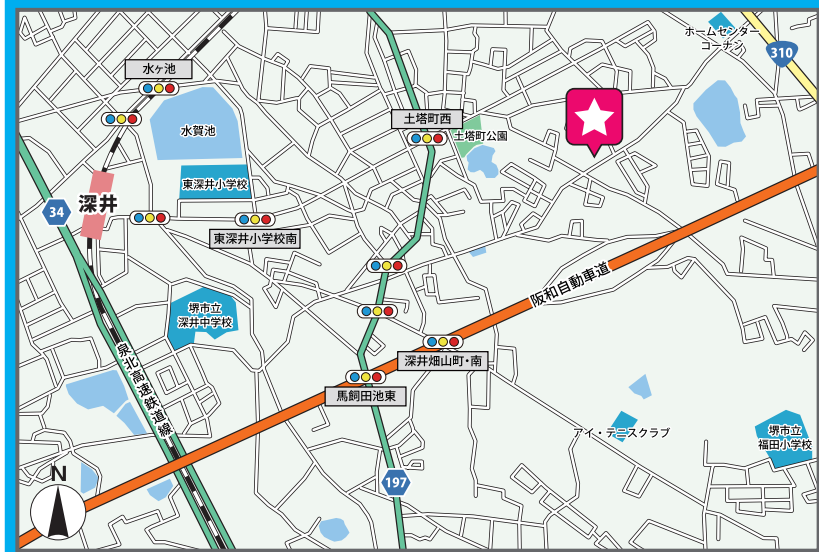 ホームセンター
コーナン
310
水ヶ池
土塔町西
土塔町公園
水賀池
東深井小学校
34
深井
東深井小学校南
阪和自動車道
堺市立
深井中学校
泉北高速鉄道線
深井畑山町・南
馬飼田池東
アイ・テニスクラブ
堺市立
福田小学校
N
197